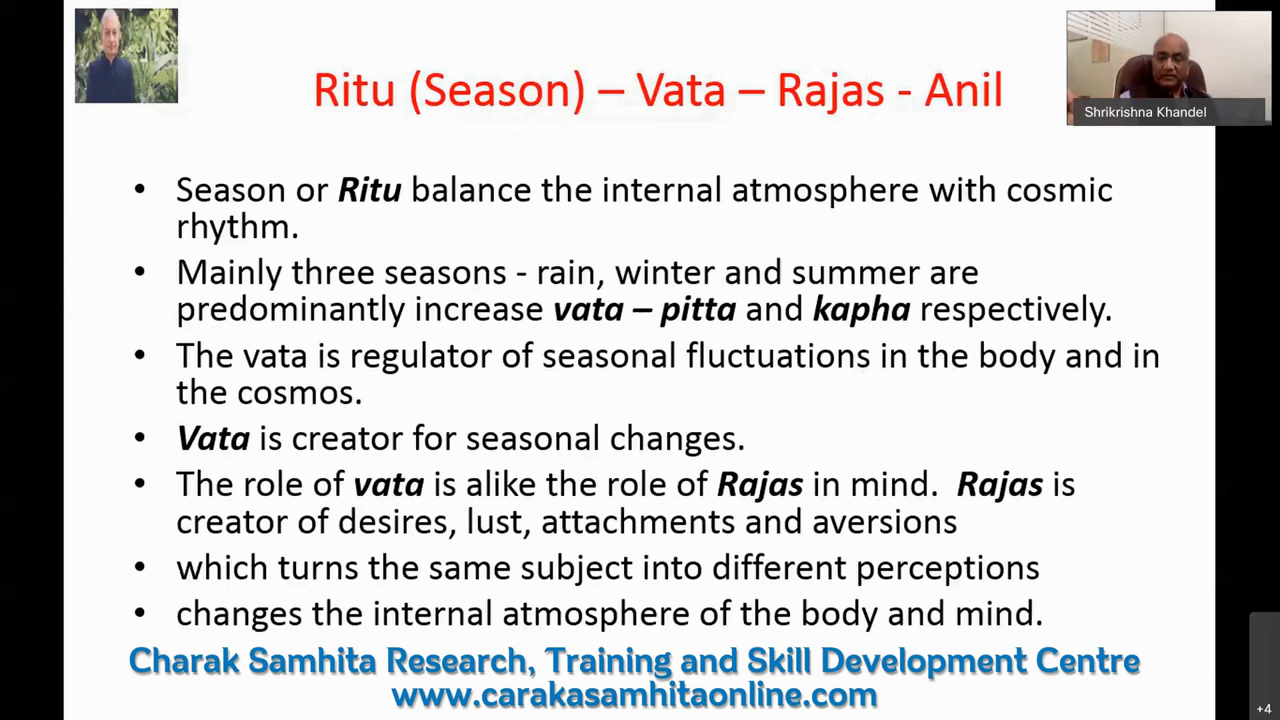 Ritu (Season) – Vata – Rajas - Anil
Shrikrishna Khandel
• Season or Ritu balance the internal atmosphere with cosmic
rhythm.
• Mainly three seasons - rain, winter and summer are
predominantly increase vata – pitta and kapha respectively.
• The vata is regulator of seasonal fluctuations in the body and in
the cosmos.
• Vata is creator for seasonal changes.
• The role of vata is alike the role of Rajas in mind. Rajas is
creator of desires, lust, attachments and aversions
• which turns the same subject into different perceptions
• changes the internal atmosphere of the body and mind.
Charak Samhita Research, Training and Skill Development Centre
www.carakasamhitaonline.com
+4